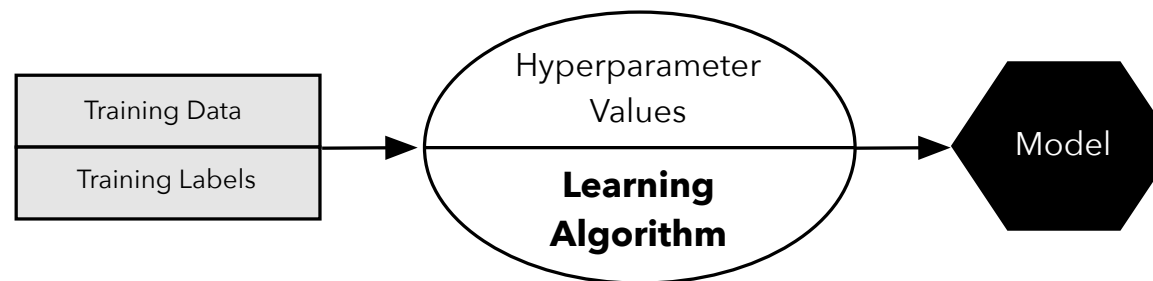 Training Data
Training Labels
Hyperparameter
Values
Learning
Algorithm
Model